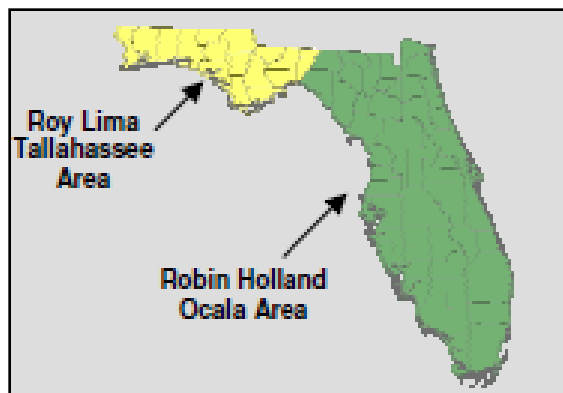 Roy Lima
Tallahassee
Area
Robin Holland
Ocala Area